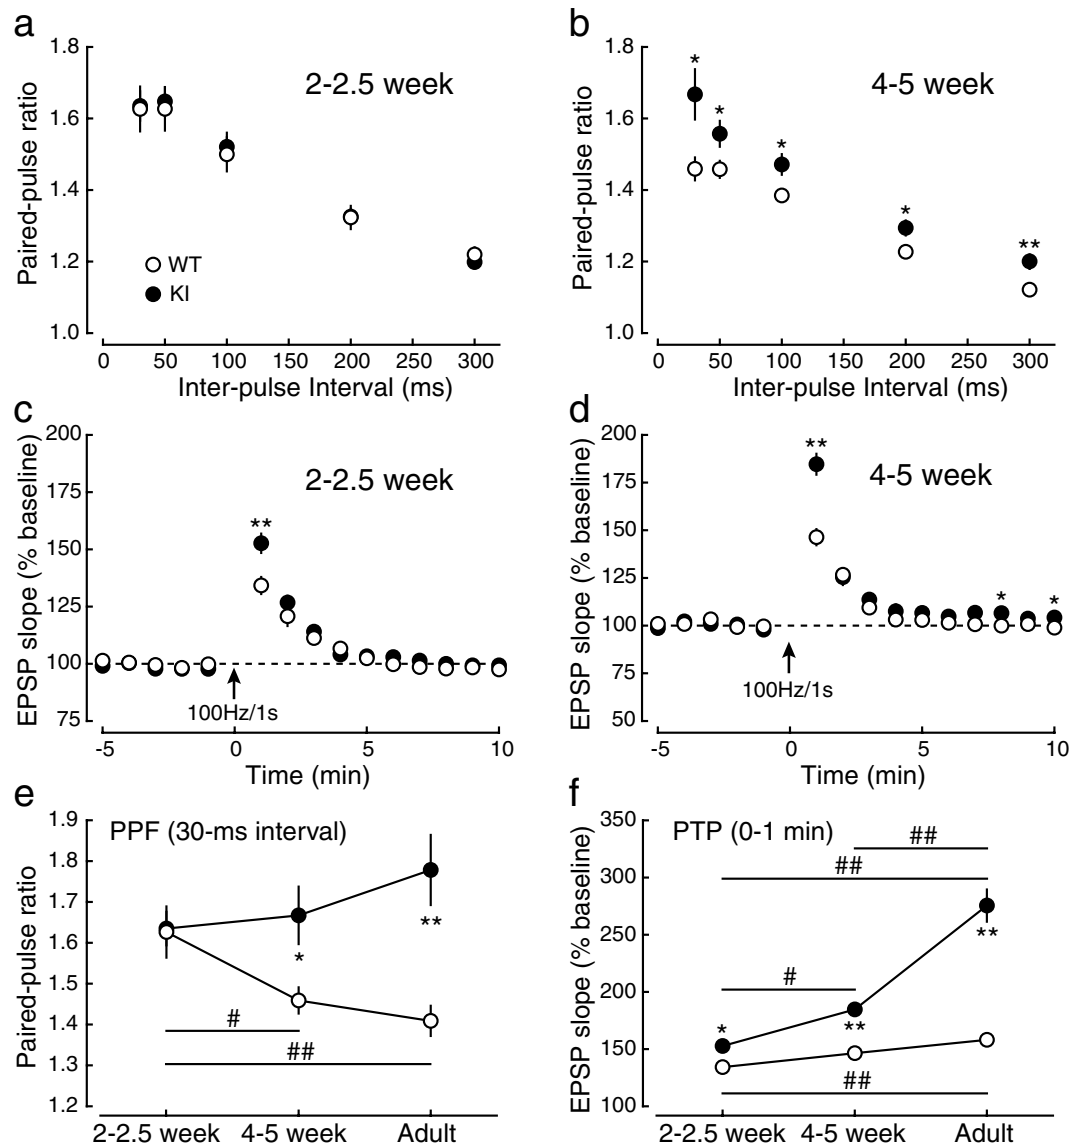 a
1.8
1.6
1.4
1.2
1.0
Paired-pulse ratio
2-2.5 week
WT
KI
0 50 100 150 200 250 300
Inter-pulse Interval (ms)
b
1.8
1.6
1.4
1.2
1.0
Paired-pulse ratio
4-5 week
*
*
*
*
**
0 50 100 150 200 250 300
Inter-pulse Interval (ms)
c
200
175
150
125
100
75
EPSP slope (% baseline)
2-2.5 week
**
100Hz/1s
-5 0 5 10
Time (min)
d
200
175
150
125
100
75
50
EPSP slope (% baseline)
4-5 week
**
*
*
100Hz/1s
-5 0 5 10
Time (min)
e
1.9
1.8
1.7
1.6
1.5
1.4
1.3
1.2
Paired-pulse ratio
PPF (30-ms interval)
**
*
#
##
2-2.5 week 4-5 week Adult
f
350
300
250
200
150
100
EPSP slope (% baseline)
PTP (0-1 min)
##
##
**
#
*
**
##
2-2.5 week 4-5 week Adult